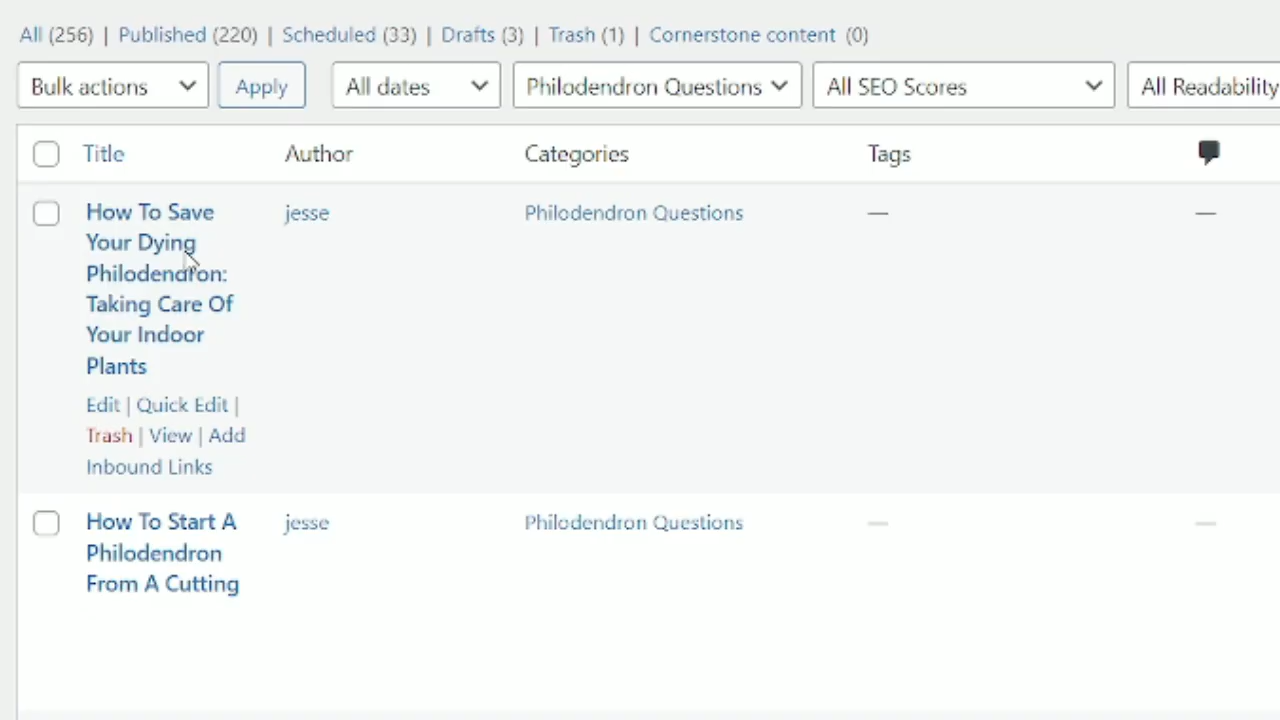 All (256) | Published (220) | Scheduled (33) | Drafts (3) | Trash (1) | Cornerstone content (0)
Bulk actions Apply All dates Philodendron Questions All SEO Scores All Readability
Title Author Categories Tags
How To Save jesse Philodendron Questions — —
Your Dying
Philodendron:
Taking Care Of
Your Indoor
Plants
Edit | Quick Edit |
Trash | View | Add
Inbound Links
How To Start A jesse Philodendron Questions — —
Philodendron
From A Cutting